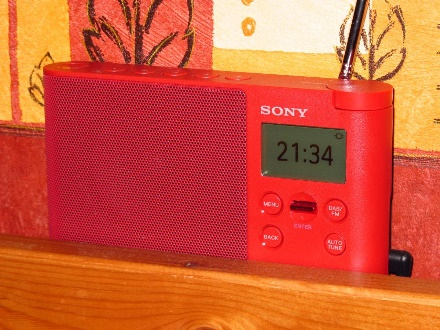 SONY
21:34
MENU
DAB/
FM
ENTER
BACK
AUTO
TUNE